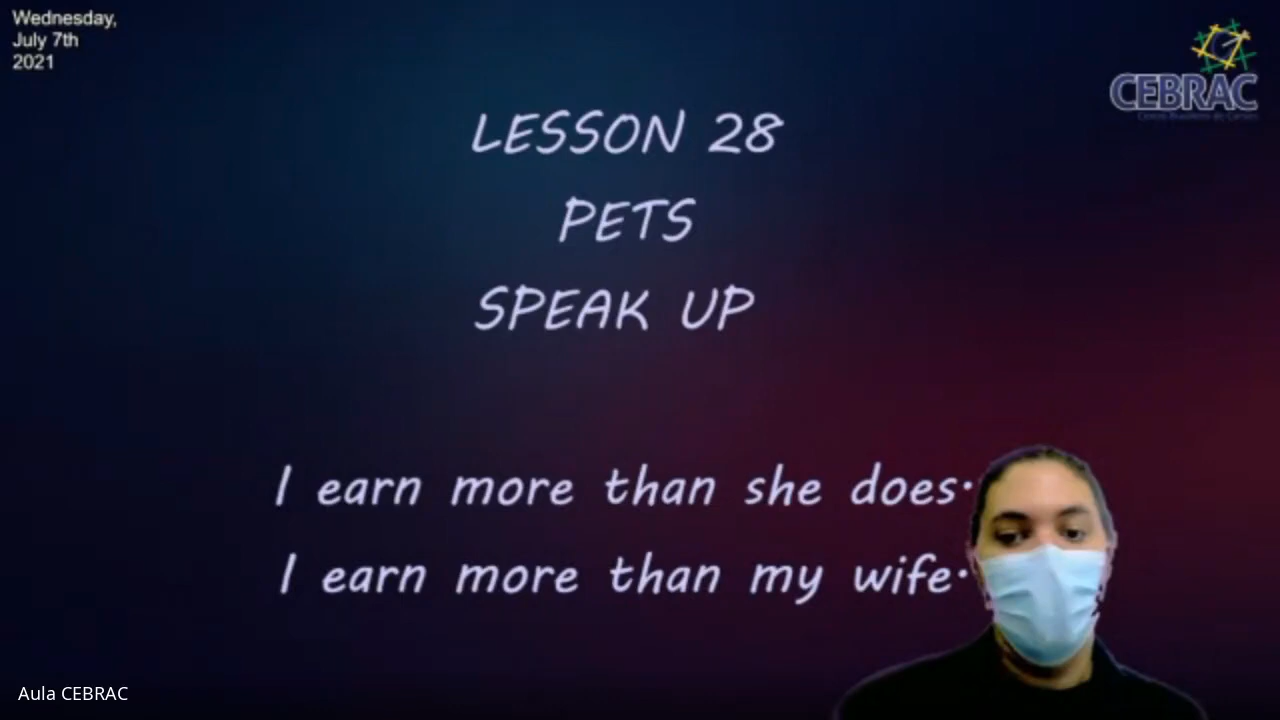 Wednesday,
July 7th
2021
CEBRAC
LESSON 28
PETS
SPEAK UP
I earn more than she does.
I earn more than my wife.
Aula CEBRAC